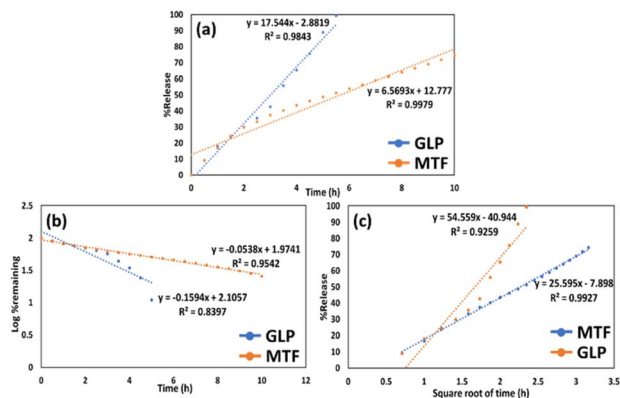 100
90
80
70
60
50
40
30
20
10
0
%Release
(a)
y = 17.544x - 2.8819
R² = 0.9843
y = 6.5693x + 12.777
R² = 0.9979
GLP
MTF
0 2 4 6 8 10
Time (h)
2.5
2
1.5
1
0.5
0
Log %remaining
(b)
y = -0.0538x + 1.9741
R² = 0.9542
y = -0.1594x + 2.1057
R² = 0.8397
GLP
MTF
0 2 4 6 8 10 12
Time (h)
100
90
80
70
60
50
40
30
20
10
0
%Release
(c)
y = 54.559x - 40.944
R² = 0.9259
y = 25.595x - 7.898
R² = 0.9927
MTF
GLP
0 0.5 1 1.5 2 2.5 3 3.5
Square root of time (h)